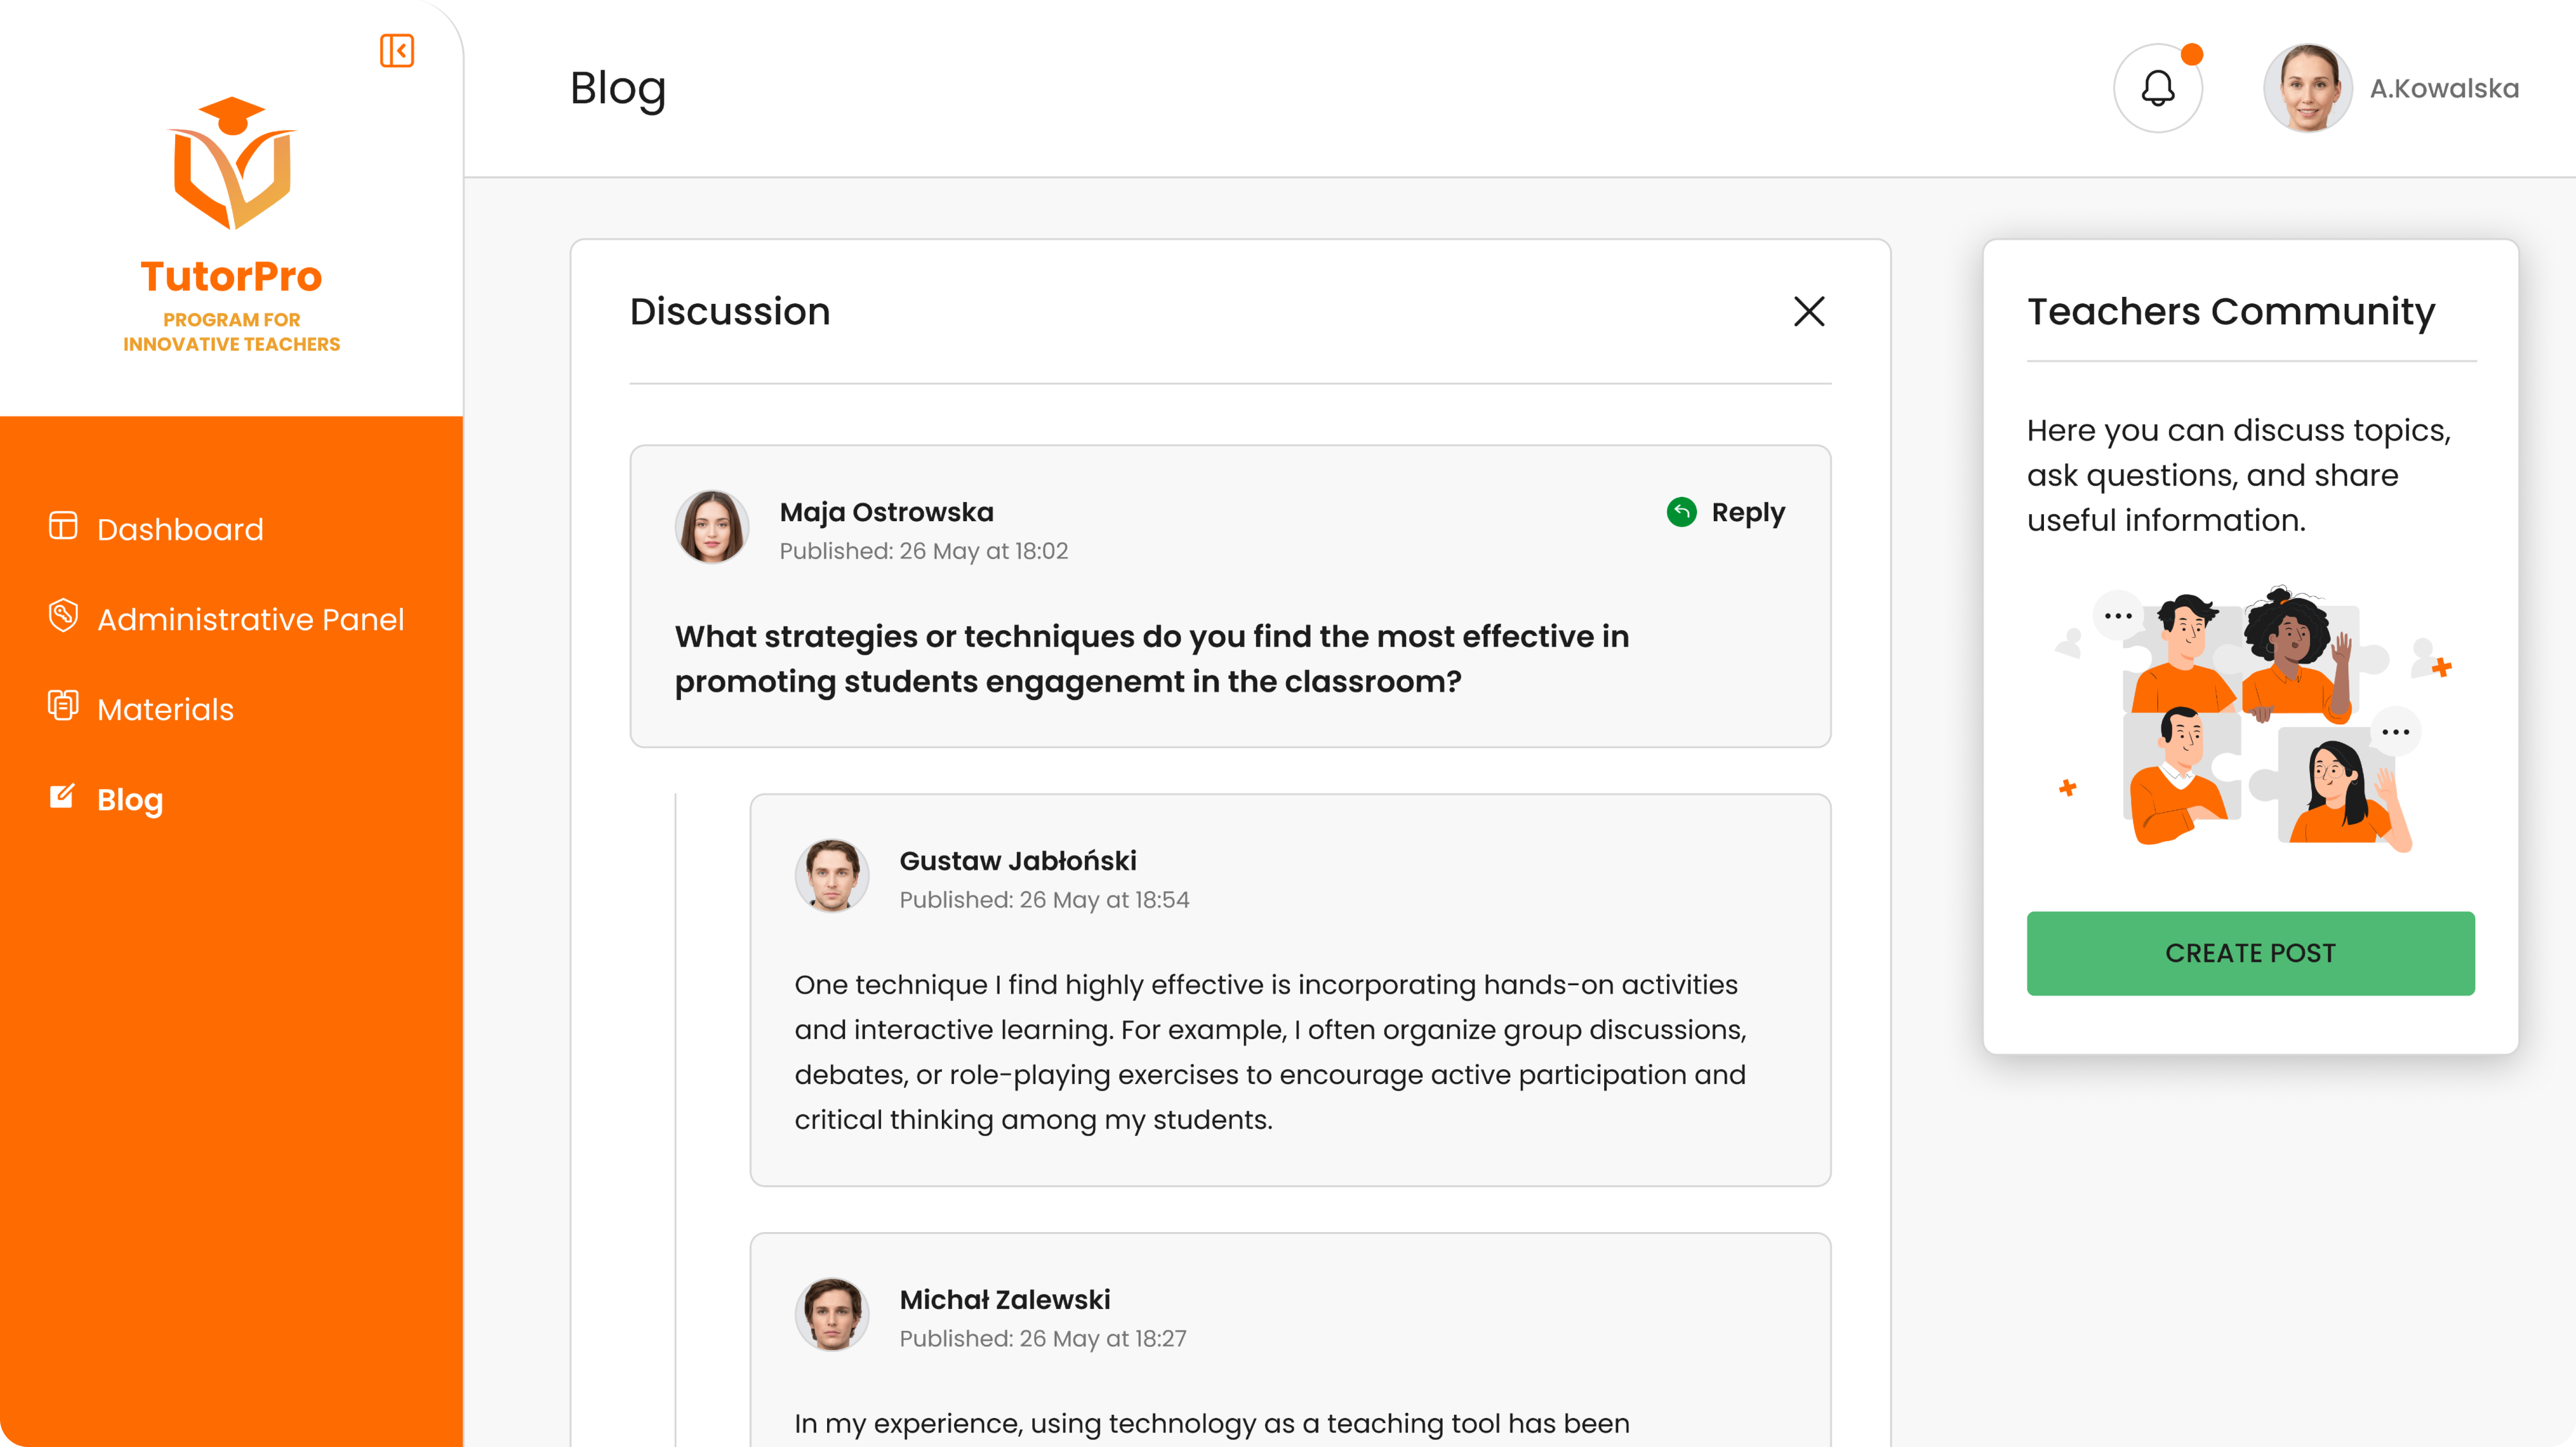 TutorPro
PROGRAM FOR
INNOVATIVE TEACHERS
Dashboard
Administrative Panel
Materials
Blog
Blog
A.Kowalska
Discussion
Maja Ostrowska
Published: 26 May at 18:02
Reply
What strategies or techniques do you find the most effective in
promoting students engagenemt in the classroom?
Gustaw Jabłoński
Published: 26 May at 18:54
One technique I find highly effective is incorporating hands-on activities
and interactive learning. For example, I often organize group discussions,
debates, or role-playing exercises to encourage active participation and
critical thinking among my students.
Michał Zalewski
Published: 26 May at 18:27
In my experience, using technology as a teaching tool has been
Teachers Community
Here you can discuss topics,
ask questions, and share
useful information.
CREATE POST